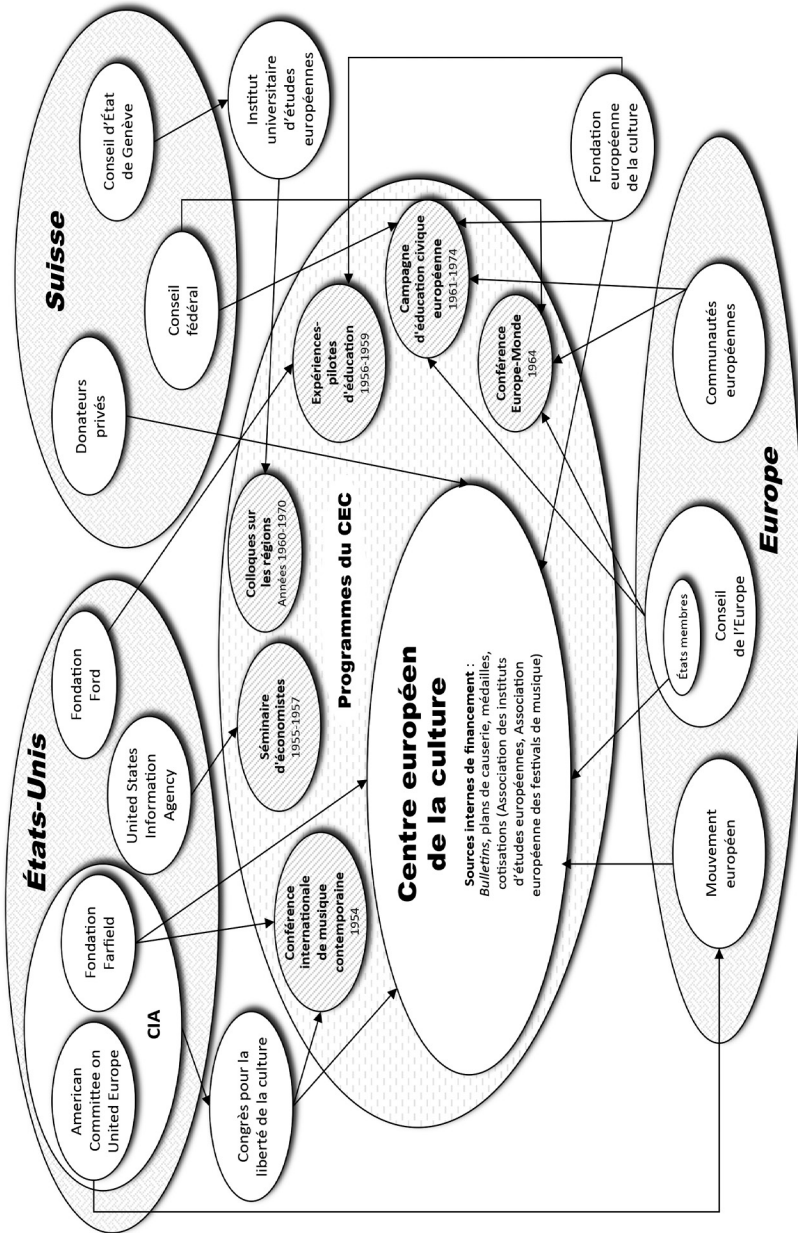 États-Unis
American
Committee on
United Europe
CIA
Fondation
Farfield
United States
Information
Agency
Fondation
Ford
Suisse
Donateurs
privés
Conseil
fédéral
Conseil d’État
de Genève
Congrès pour la
liberté de la culture
Institut
universitaire
d’études
européennes
Conférence
internationale
de musique
contemporaine
1954
Séminaire
d’économistes
1955-1957
Colloques sur
les régions
Années 1960-1970
Expériences-
pilotes
d’éducation
1956-1959
Campagne
d’éducation civique
européenne
1961-1974
Conférence
Europe-Monde
1964
Programmes du CEC
Centre européen
de la culture
Sources internes de financement :
Bulletins, plans de causerie, médailles,
cotisations (Association des instituts
d’études européennes, Association
européenne des festivals de musique)
Fondation
européenne
de la culture
Mouvement
européen
États membres
Conseil
de l’Europe
Communautés
européennes
Europe